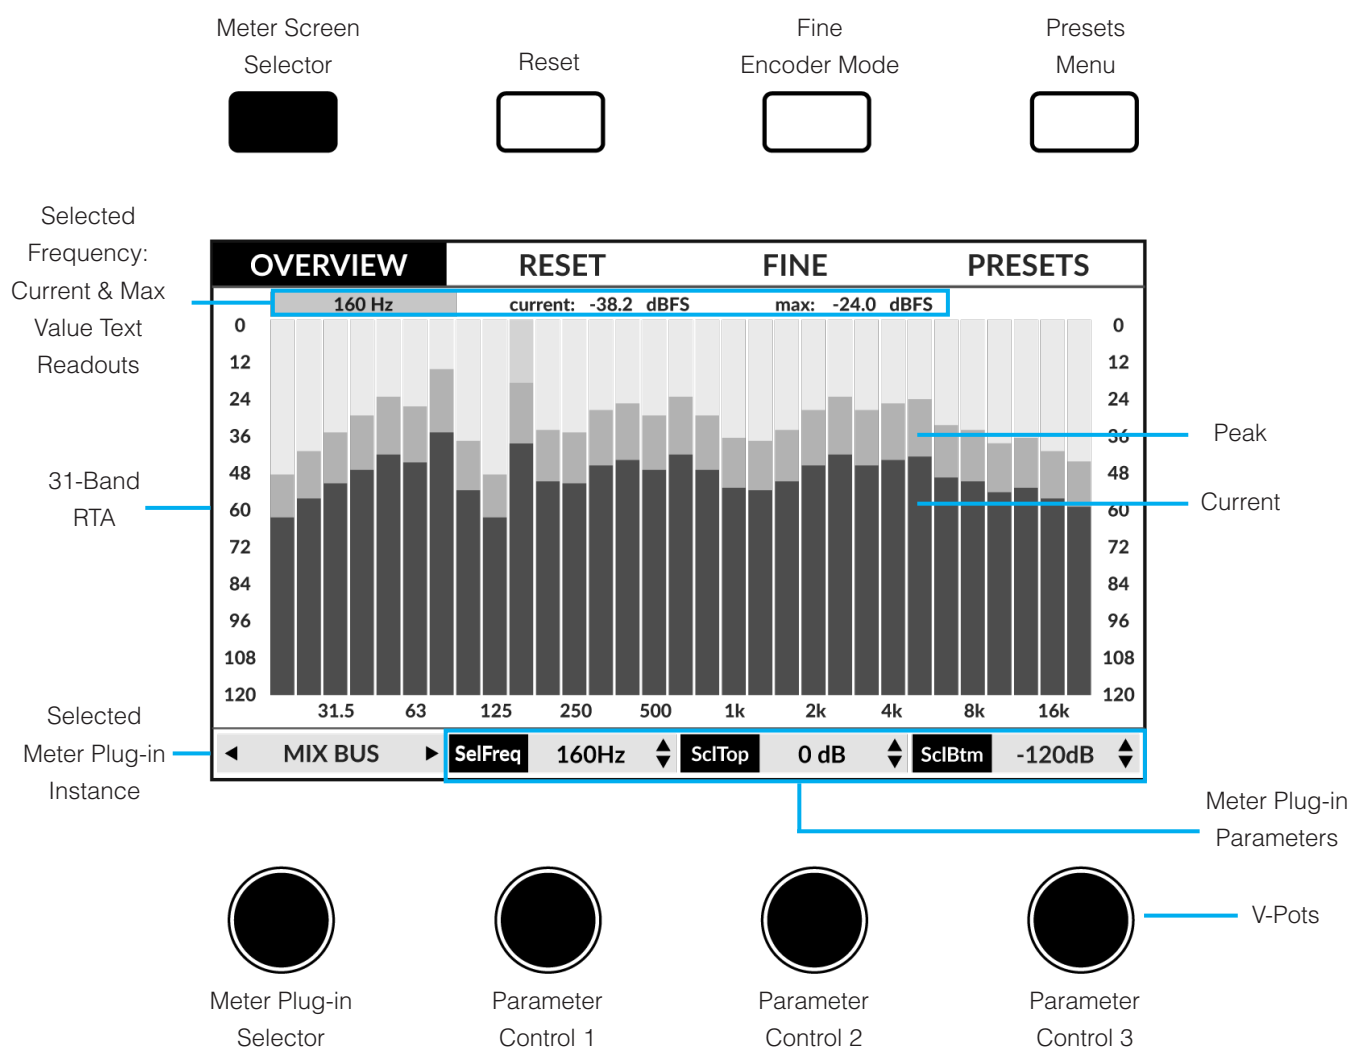 Meter Screen
Selector
Reset
Fine
Encoder Mode
Presets
Menu
Selected
Frequency:
Current & Max
Value Text
Readouts
OVERVIEW RESET FINE PRESETS
160 Hz current: -38.2 dBFS max: -24.0 dBFS
0 0
12 12
24 24
36 36
48 48
60 60
72 72
84 84
96 96
108 108
120 120
31.5 63 125 250 500 1k 2k 4k 8k 16k
Peak
Current
31-Band
RTA
Selected
Meter Plug-in
Instance
MIX BUS SelFreq 160Hz SclTop 0 dB SclBtm -120dB
Meter Plug-in
Parameters
V-Pots
Meter Plug-in
Selector
Parameter
Control 1
Parameter
Control 2
Parameter
Control 3